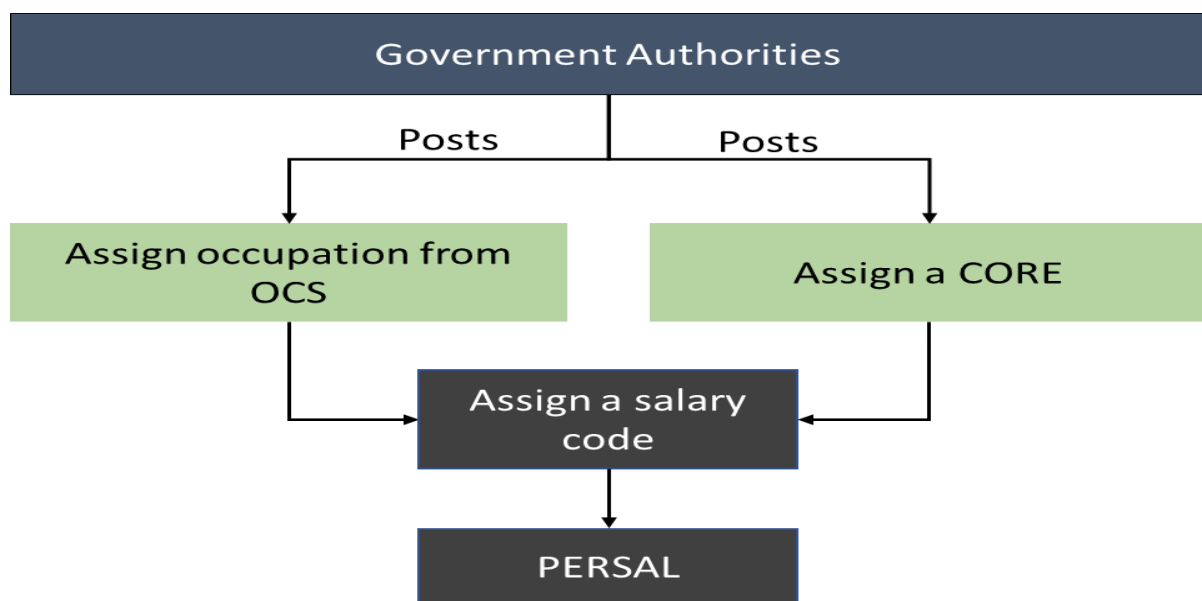 Government Authorities
Posts
Posts
Assign occupation from
OCS
Assign a CORE
Assign a salary
code
PERSAL